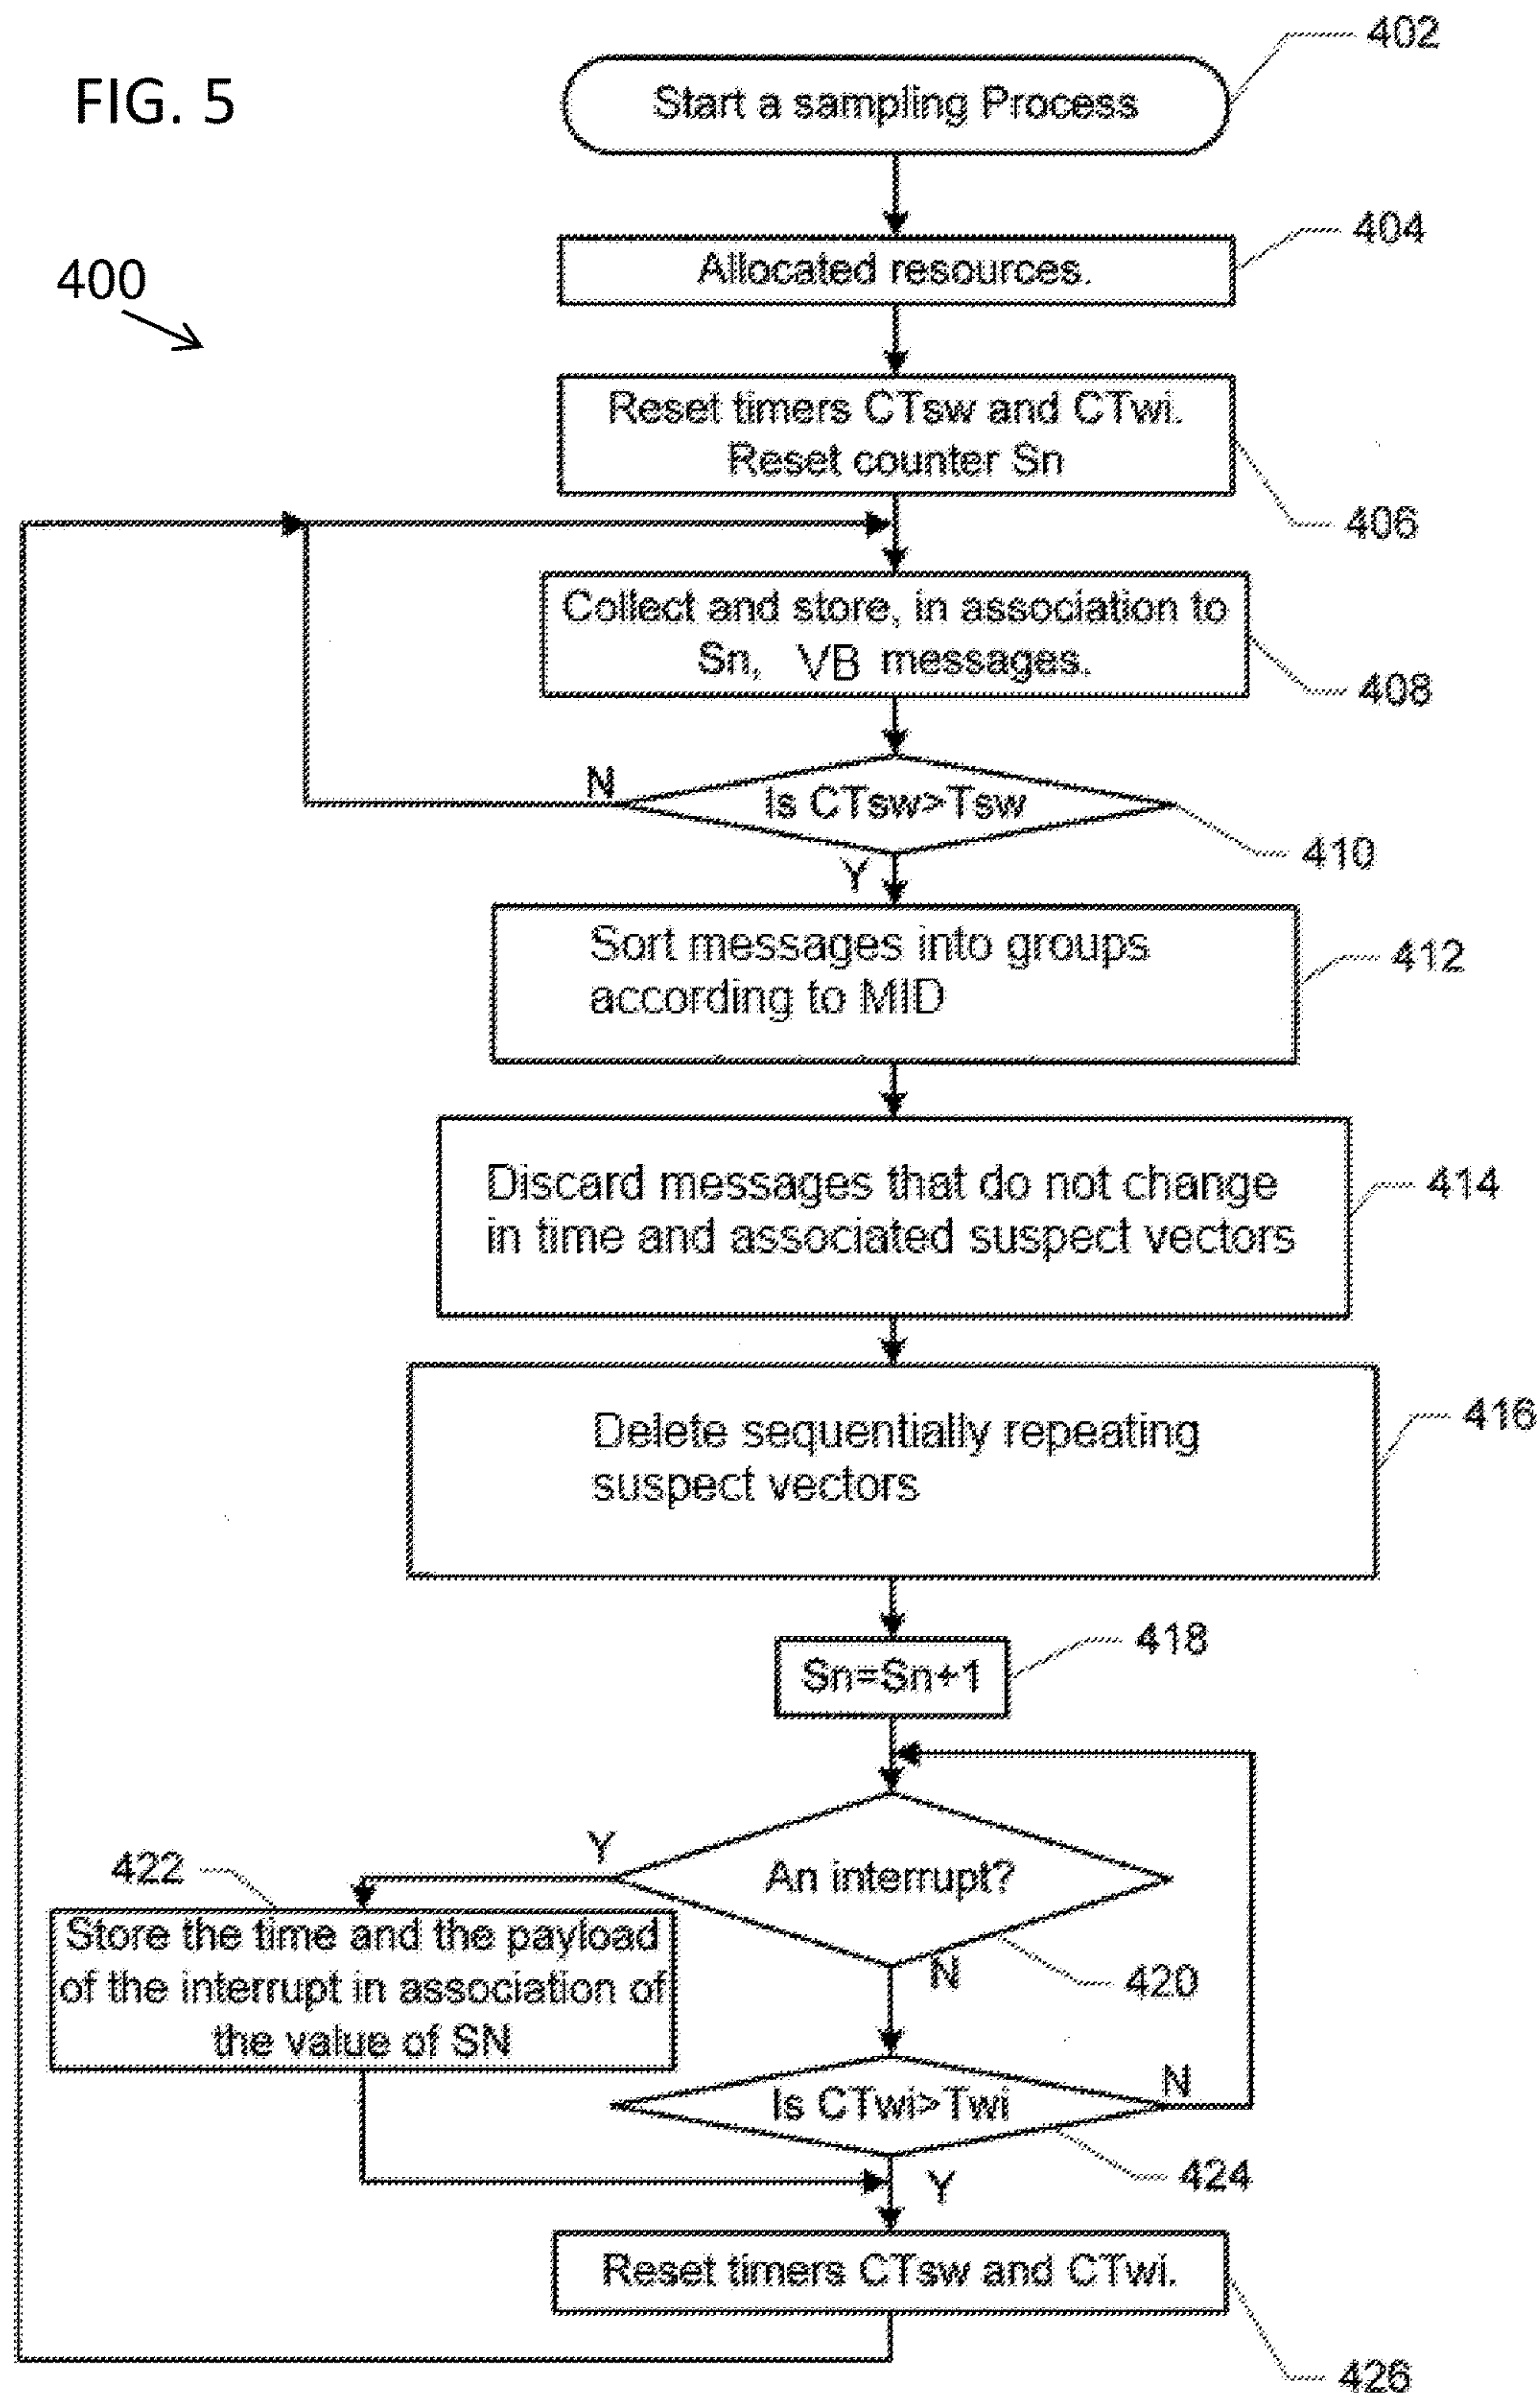 FIG. 5
402
Start a sampling Process
404
Allocated resources.
400
Reset timers CTsw and CTwi.
Reset counter Sn
406
Collect and store, in association to
Sn, VB messages.
408
N
Is CTsw>Tsw
410
Y
Sort messages into groups
according to MID
412
Discard messages that do not change
in time and associated suspect vectors
414
Delete sequentially repeating
suspect vectors
416
418
Sn=Sn+1
Y
An interrupt?
420
N
422
Store the time and the payload
of the interrupt in association of
the value of SN
Is CTwi>Twi
N
424
Y
Reset timers CTsw and CTwi.
426